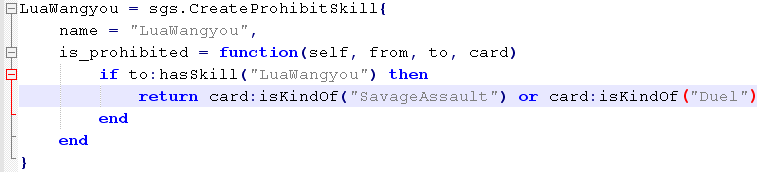 LuaWangyou = sgs.CreateProhibitSkill{
name = "LuaWangyou",
is_prohibited = function(self, from, to, card)
if to:hasSkill("LuaWangyou") then
return card:isKindOf("SavageAssault") or card:isKindOf("Duel")
end
end
}